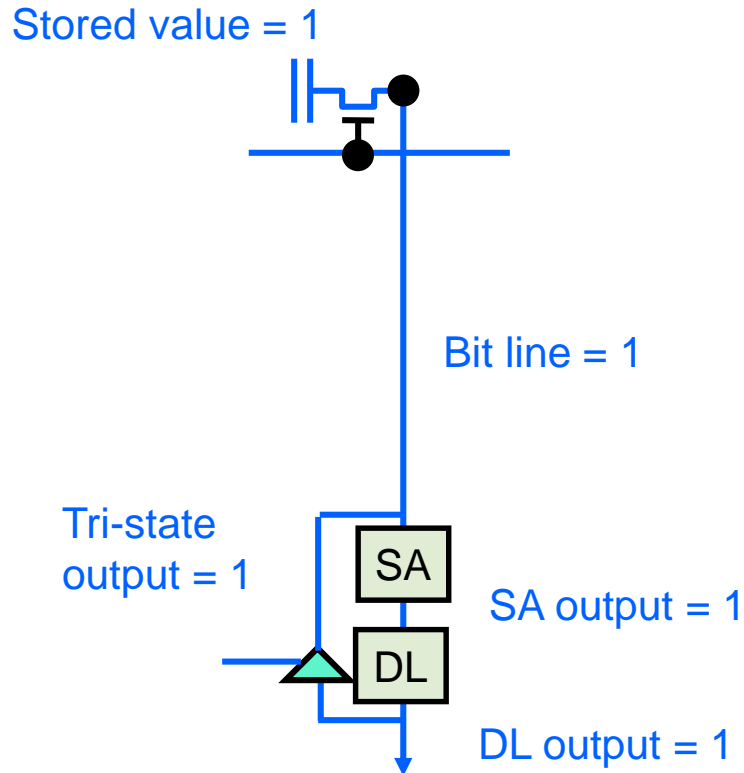 Stored value = 1
Bit line = 1
Tri-state
output = 1
SA
SA output = 1
DL
DL output = 1